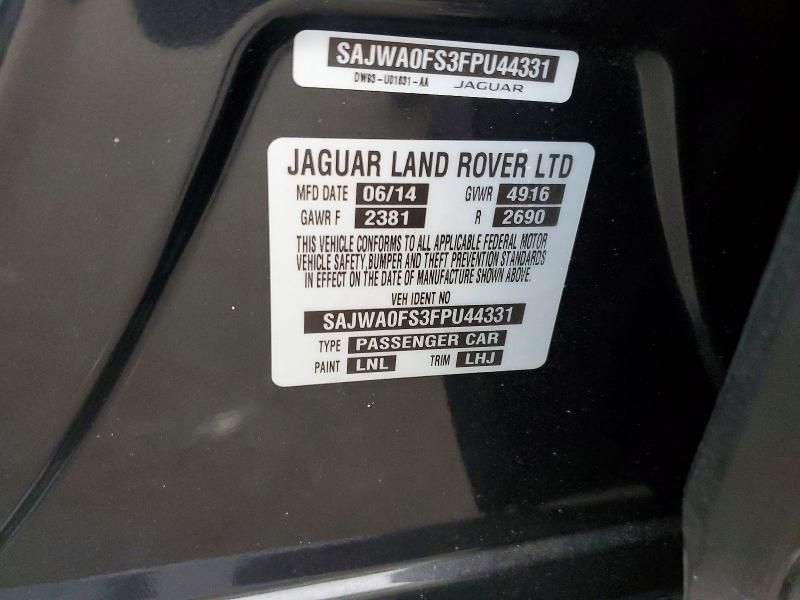 SAJWA0FS3FPU44331
DW93-U01631-AA JAGUAR
JAGUAR LAND ROVER LTD
MFD DATE 06/14 GVWR 4916
GAWR F 2381 R 2690
THIS VEHICLE CONFORMS TO ALL APPLICABLE FEDERAL MOTOR
VEHICLE SAFETY, BUMPER AND THEFT PREVENTION STANDARDS
IN EFFECT ON THE DATE OF MANUFACTURE SHOWN ABOVE.
VEH IDENT NO
SAJWA0FS3FPU44331
TYPE PASSENGER CAR
PAINT LNL TRIM LHJ